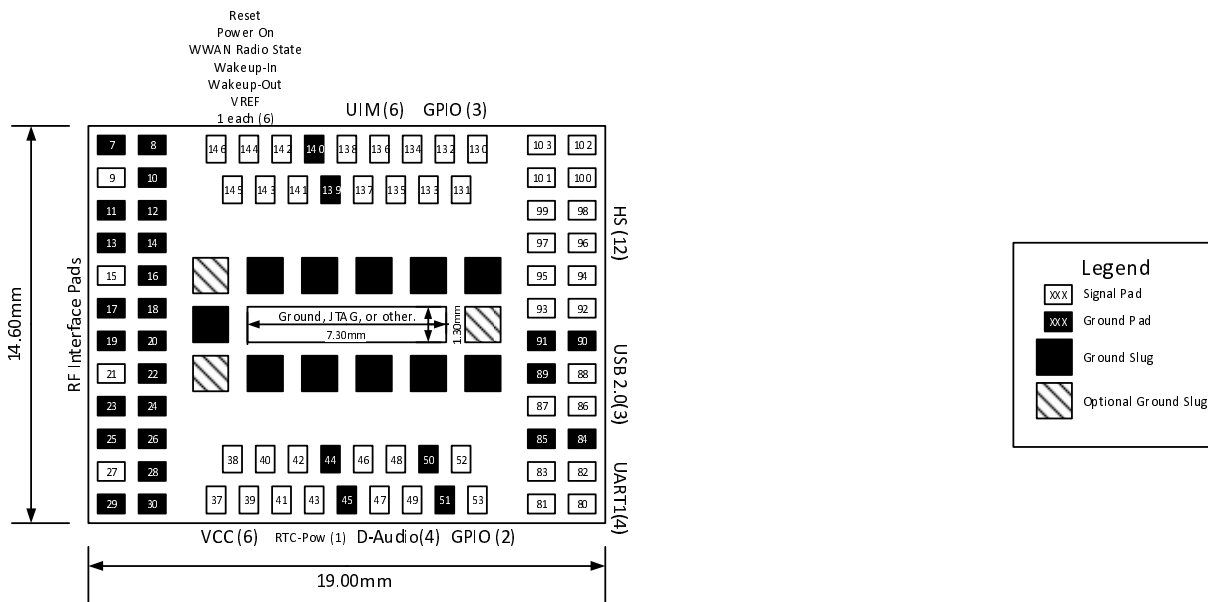 Reset
Power On
WWAN Radio State
Wakeup-In
Wakeup-Out
VREF
1 each (6)
UIM (6) GPIO (3)
7 8 146 144 142 140 138 136 134 132 130 103 102
9 10 145 143 141 139 137 135 133 131 101 100
11 12 99 98
13 14 97 96
15 16 95 94
17 18 93 92
19 20 91 90
21 22 89 88
23 24 87 86
25 26 85 84
27 28 38 40 42 44 46 48 50 52 83 82
29 30 37 39 41 43 45 47 49 51 53 81 80
Ground, JTAG, or other.
7.30mm
1.30mm
14.60mm
RF Interface Pads
HS (12)
USB 2.0(3)
UART1(4)
VCC (6) RTC-Pow (1) D-Audio(4) GPIO (2)
19.00mm
Legend
XXX Signal Pad
XXX Ground Pad
Ground Slug
Optional Ground Slug